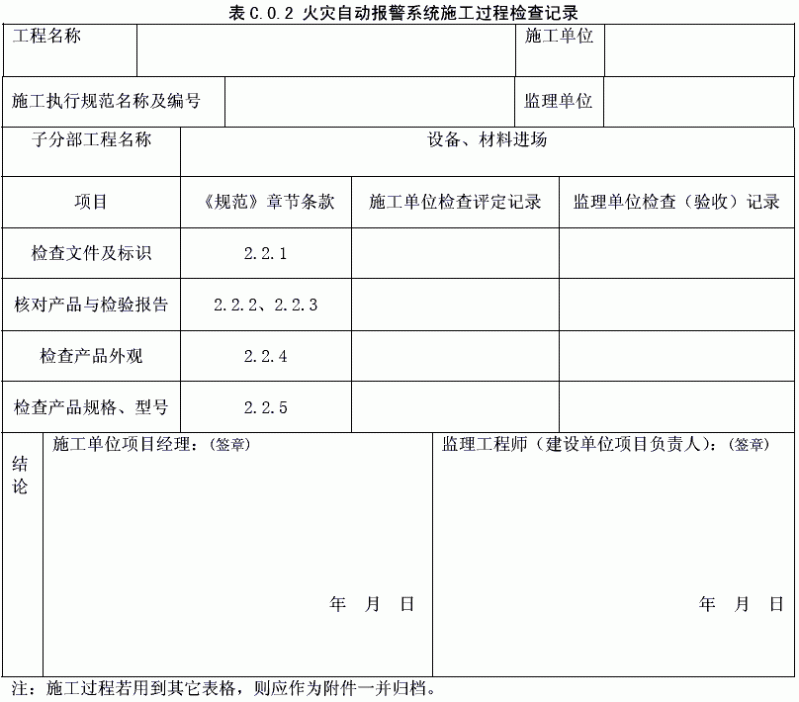 表 C.0.2 火灾自动报警系统施工过程检查记录
工程名称 施工单位
施工执行规范名称及编号 监理单位
子分部工程名称 设备、材料进场
项目 《规范》章节条款 施工单位检查评定记录 监理单位检查（验收）记录
检查文件及标识 2.2.1
核对产品与检验报告 2.2.2、2.2.3
检查产品外观 2.2.4
检查产品规格、型号 2.2.5
结论
施工单位项目经理：(签章) 监理工程师（建设单位项目负责人)：(签章)
年 月 日 年 月 日
注：施工过程若用到其它表格，则应作为附件一并归档。